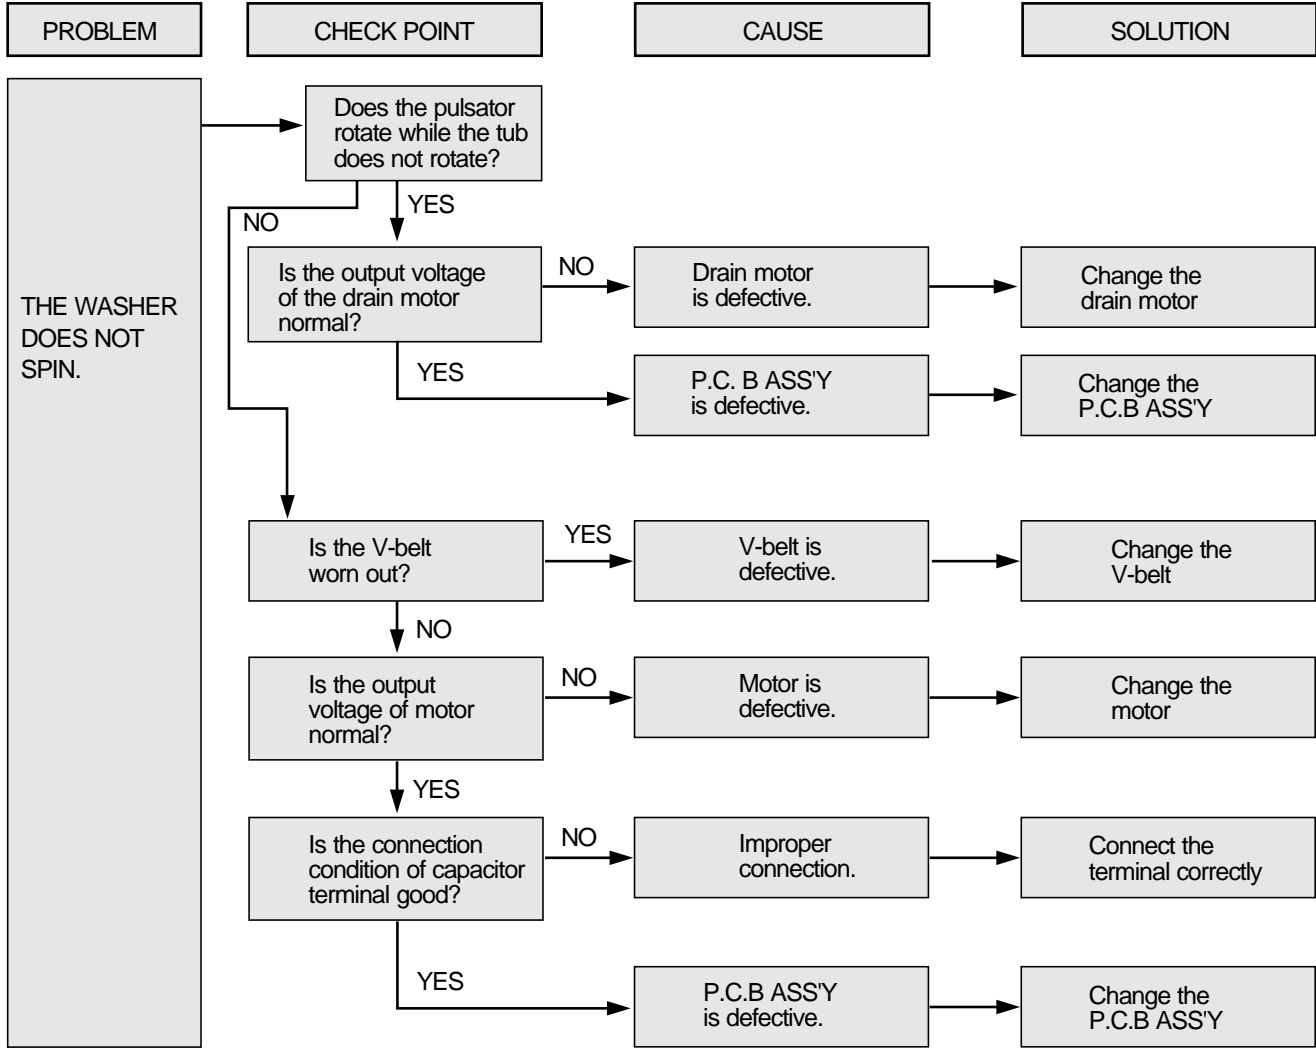 PROBLEM
CHECK POINT
CAUSE
SOLUTION
THE WASHER
DOES NOT
SPIN.
Does the pulsator
rotate while the tub
does not rotate?
NO
YES
Is the output voltage
of the drain motor
normal?
NO
Drain motor
is defective.
Change the
drain motor
YES
P.C. B ASS'Y
is defective.
Change the
P.C.B ASS'Y
Is the V-belt
worn out?
YES
V-belt is
defective.
Change the
V-belt
NO
Is the output
voltage of motor
normal?
NO
Motor is
defective.
Change the
motor
YES
Is the connection
condition of capacitor
terminal good?
NO
Improper
connection.
Connect the
terminal correctly
YES
P.C.B ASS'Y
is defective.
Change the
P.C.B ASS'Y